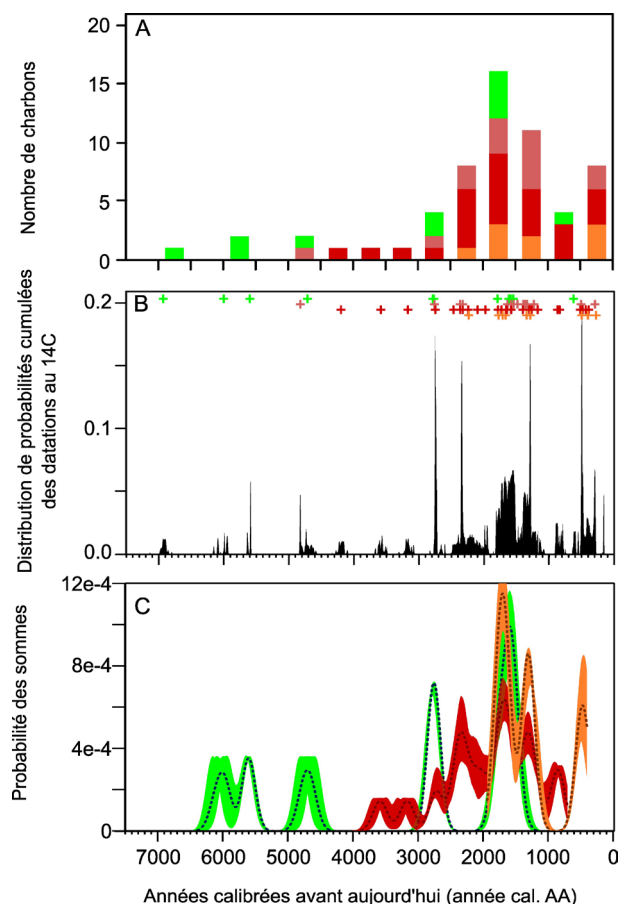 A
20
15
10
5
0
Nombre de charbons
B
0.2
0.1
0.0
Distribution de probabilités cumulées
des datations au 14C
C
12e-4
8e-4
4e-4
0
Probabilité des sommes
7000 6000 5000 4000 3000 2000 1000 0
Années calibrées avant aujourd'hui (année cal. AA)